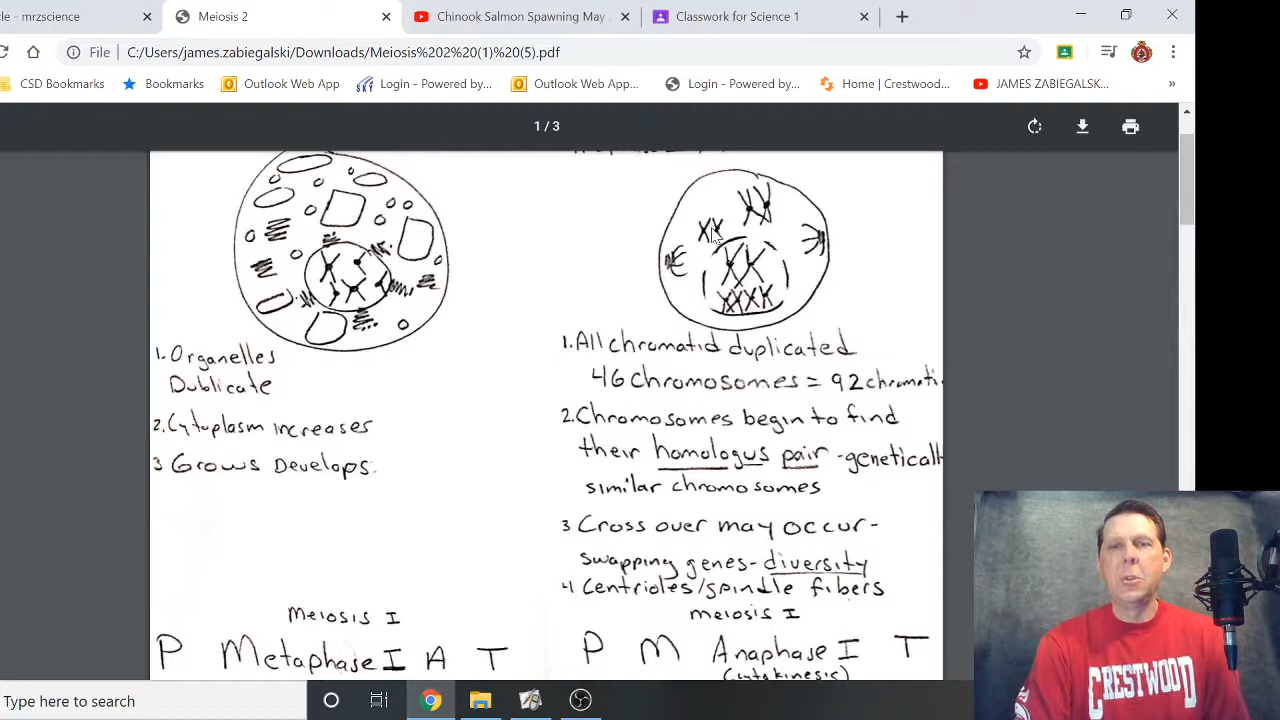 cle - mrzscience
Meiosis 2
Chinook Salmon Spawning May
Classwork for Science 1
File
C:/Users/james.zabiegalski/Downloads/Meiosis%202%20(1)%20(5).pdf
CSD Bookmarks
Bookmarks
Outlook Web App
Login - Powered by...
Outlook Web App...
Login - Powered by...
Home | Crestwood...
JAMES ZABIEGALSK...
»
1 / 3
1. Organelles
Dublicate
2. Cytoplasm increases
3 Grows Develops.
1. All chromatid duplicated
46 chromosomes = 92 chromati
2. Chromosomes begin to find
their homologus pair - geneticall
similar chromosomes
3 Cross over may occur-
swapping genes - diversity
4 Centrioles/spindle fibers
Meiosis I
P Metaphase I A T
meiosis I
P M Anaphase I T
(cytokinesis)
CRESTWOOD
Type here to search